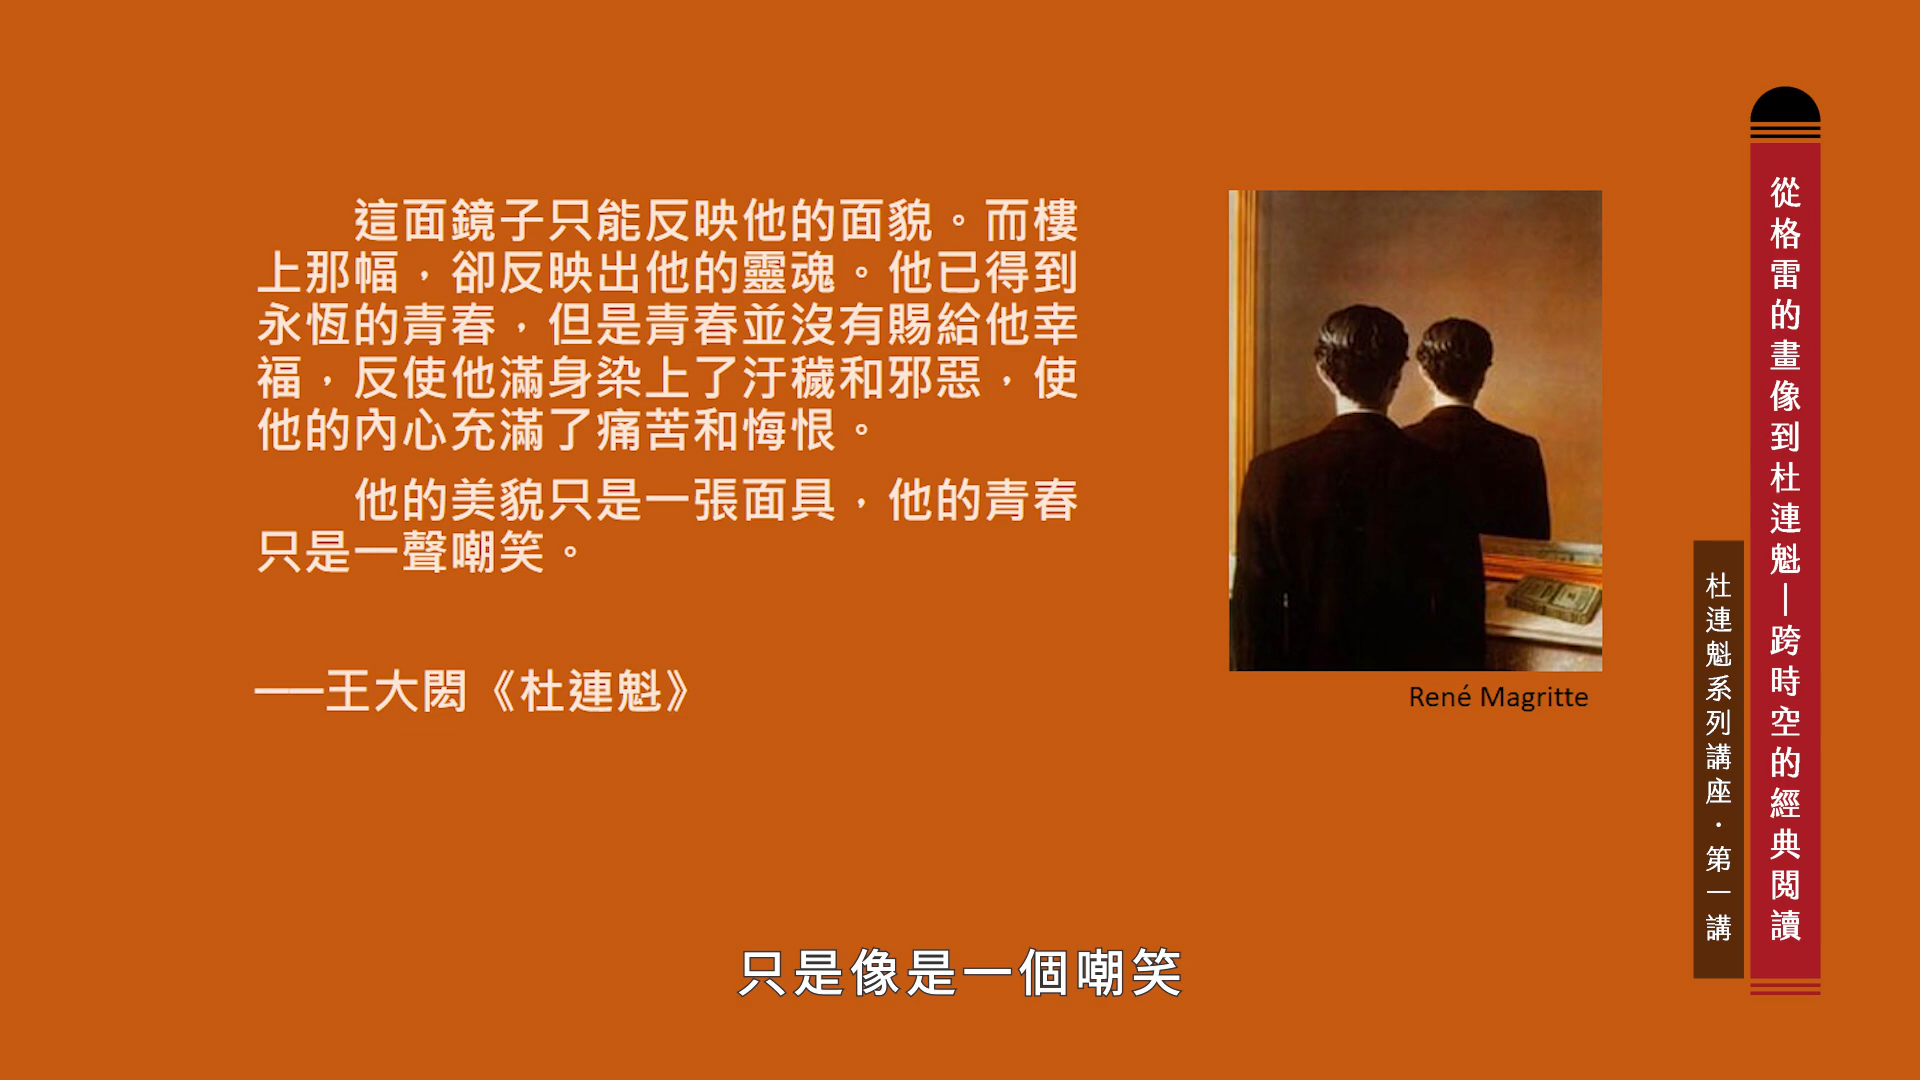 這面鏡子只能反映他的面貌。而樓
上那幅，卻反映出他的靈魂。他已得到
永恆的青春，但是青春並沒有賜給他幸
福，反使他滿身染上了汙穢和邪惡，使
他的內心充滿了痛苦和悔恨。
他的美貌只是一張面具，他的青春
只是一聲嘲笑。
──王大閎《杜連魁》
René Magritte
從格雷的畫像到杜連魁—跨時空的經典閱讀
杜連魁系列講座．第一講
只是像是一個嘲笑